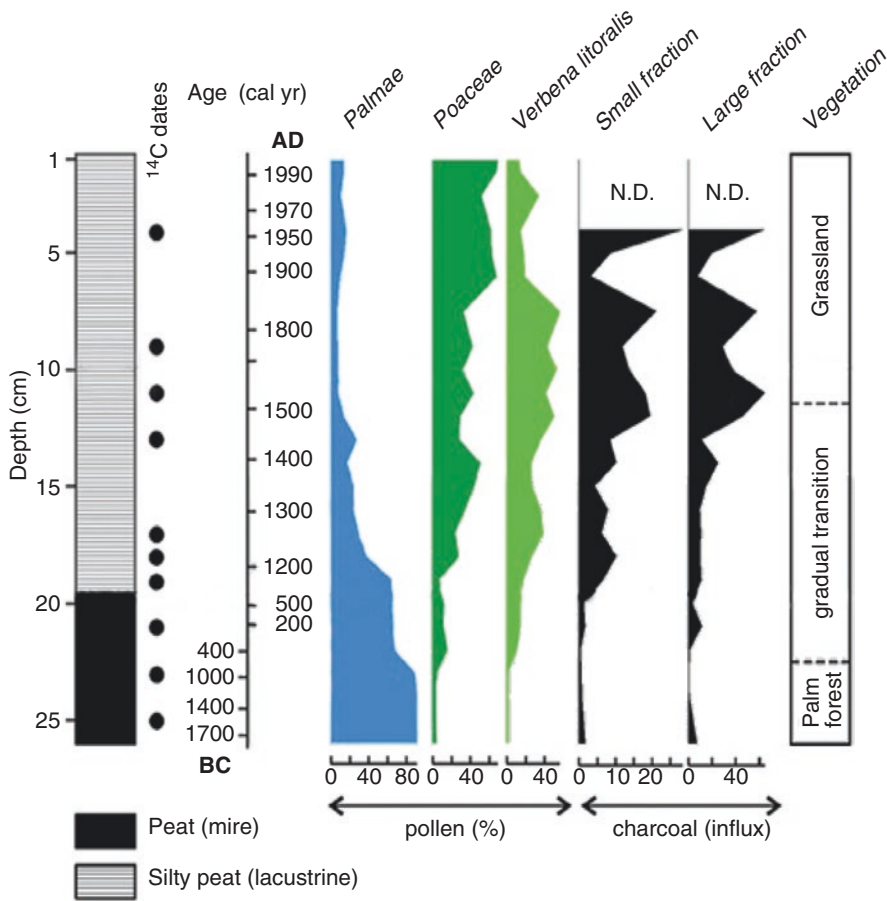 ¹⁴C dates
Age (cal yr)
Palmae
Poaceae
Verbena litoralis
Small fraction
Large fraction
Vegetation
AD
Depth (cm)
1
5
10
15
20
25
1990
1970
1950
1900
1800
1500
1400
1300
1200
500
200
400
1000
1400
1700
BC
N.D.
N.D.
Grassland
gradual transition
Palm
forest
0 40 80 0 40 0 40 0 10 20 0 40
pollen (%)
charcoal (influx)
Peat (mire)
Silty peat (lacustrine)